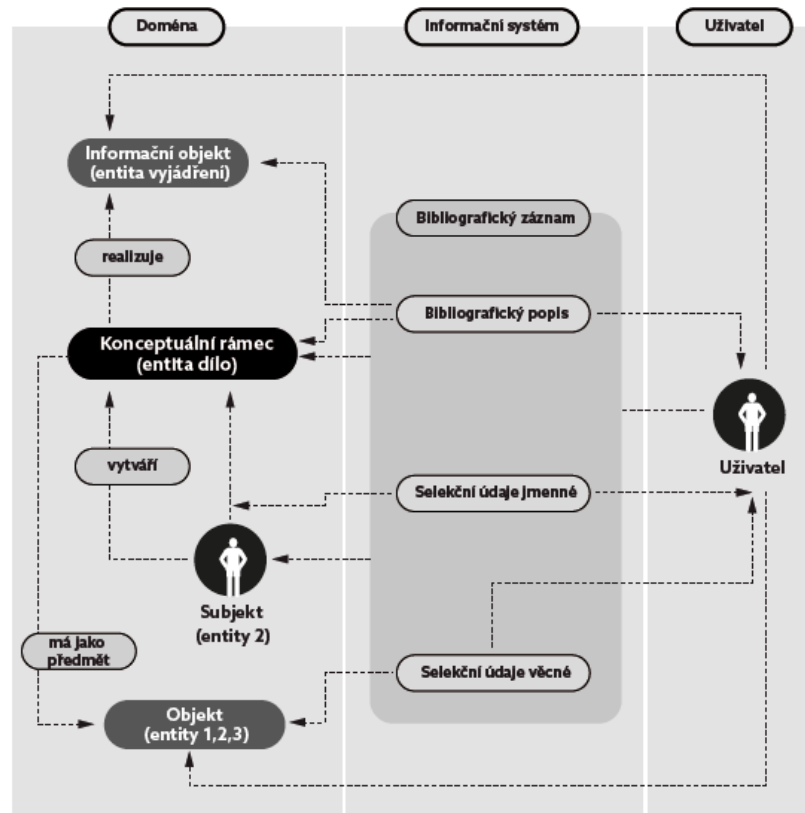 Doména
Informační systém
Uživatel
Informační objekt
(entita vyjádření)
Bibliografický záznam
realizuje
Bibliografický popis
Konceptuální rámec
(entita dílo)
Uživatel
vytváří
Selekční údaje jmenné
Subjekt
(entity 2)
má jako
předmět
Selekční údaje věcné
Objekt
(entity 1,2,3)